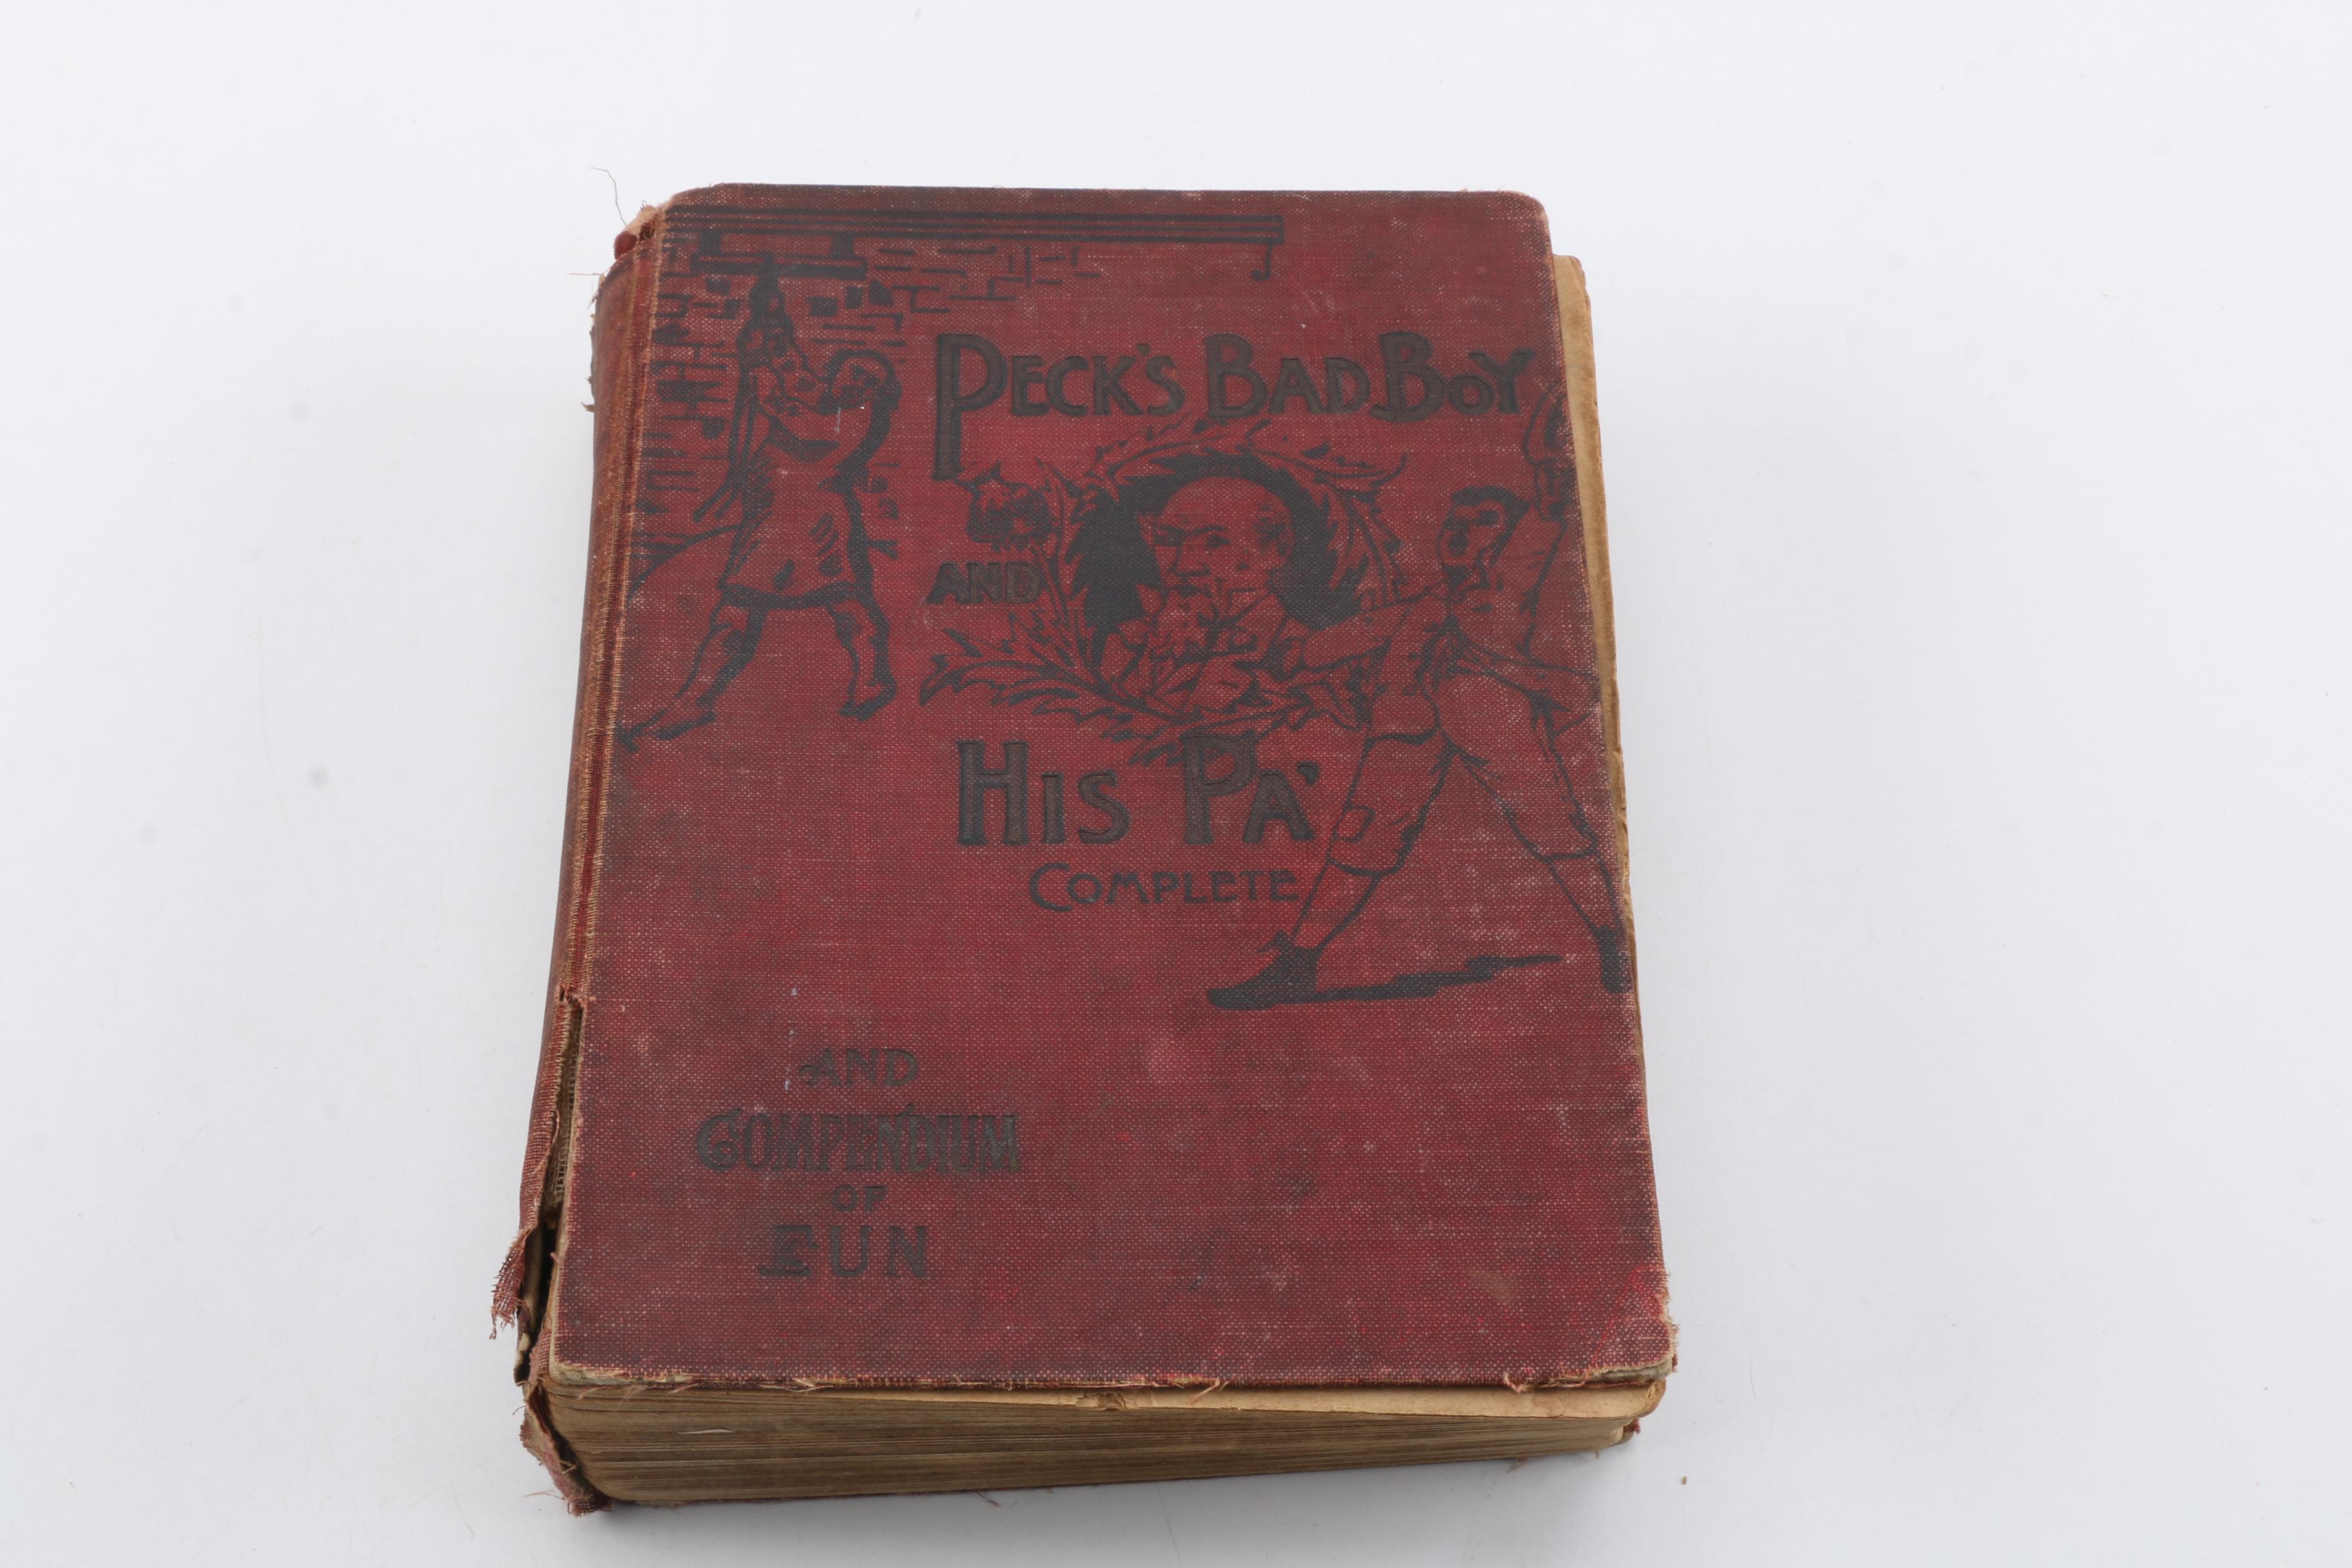 PECK'S BAD BOY
AND
HIS PA'
COMPLETE
AND
COMPENDIUM
OF
FUN